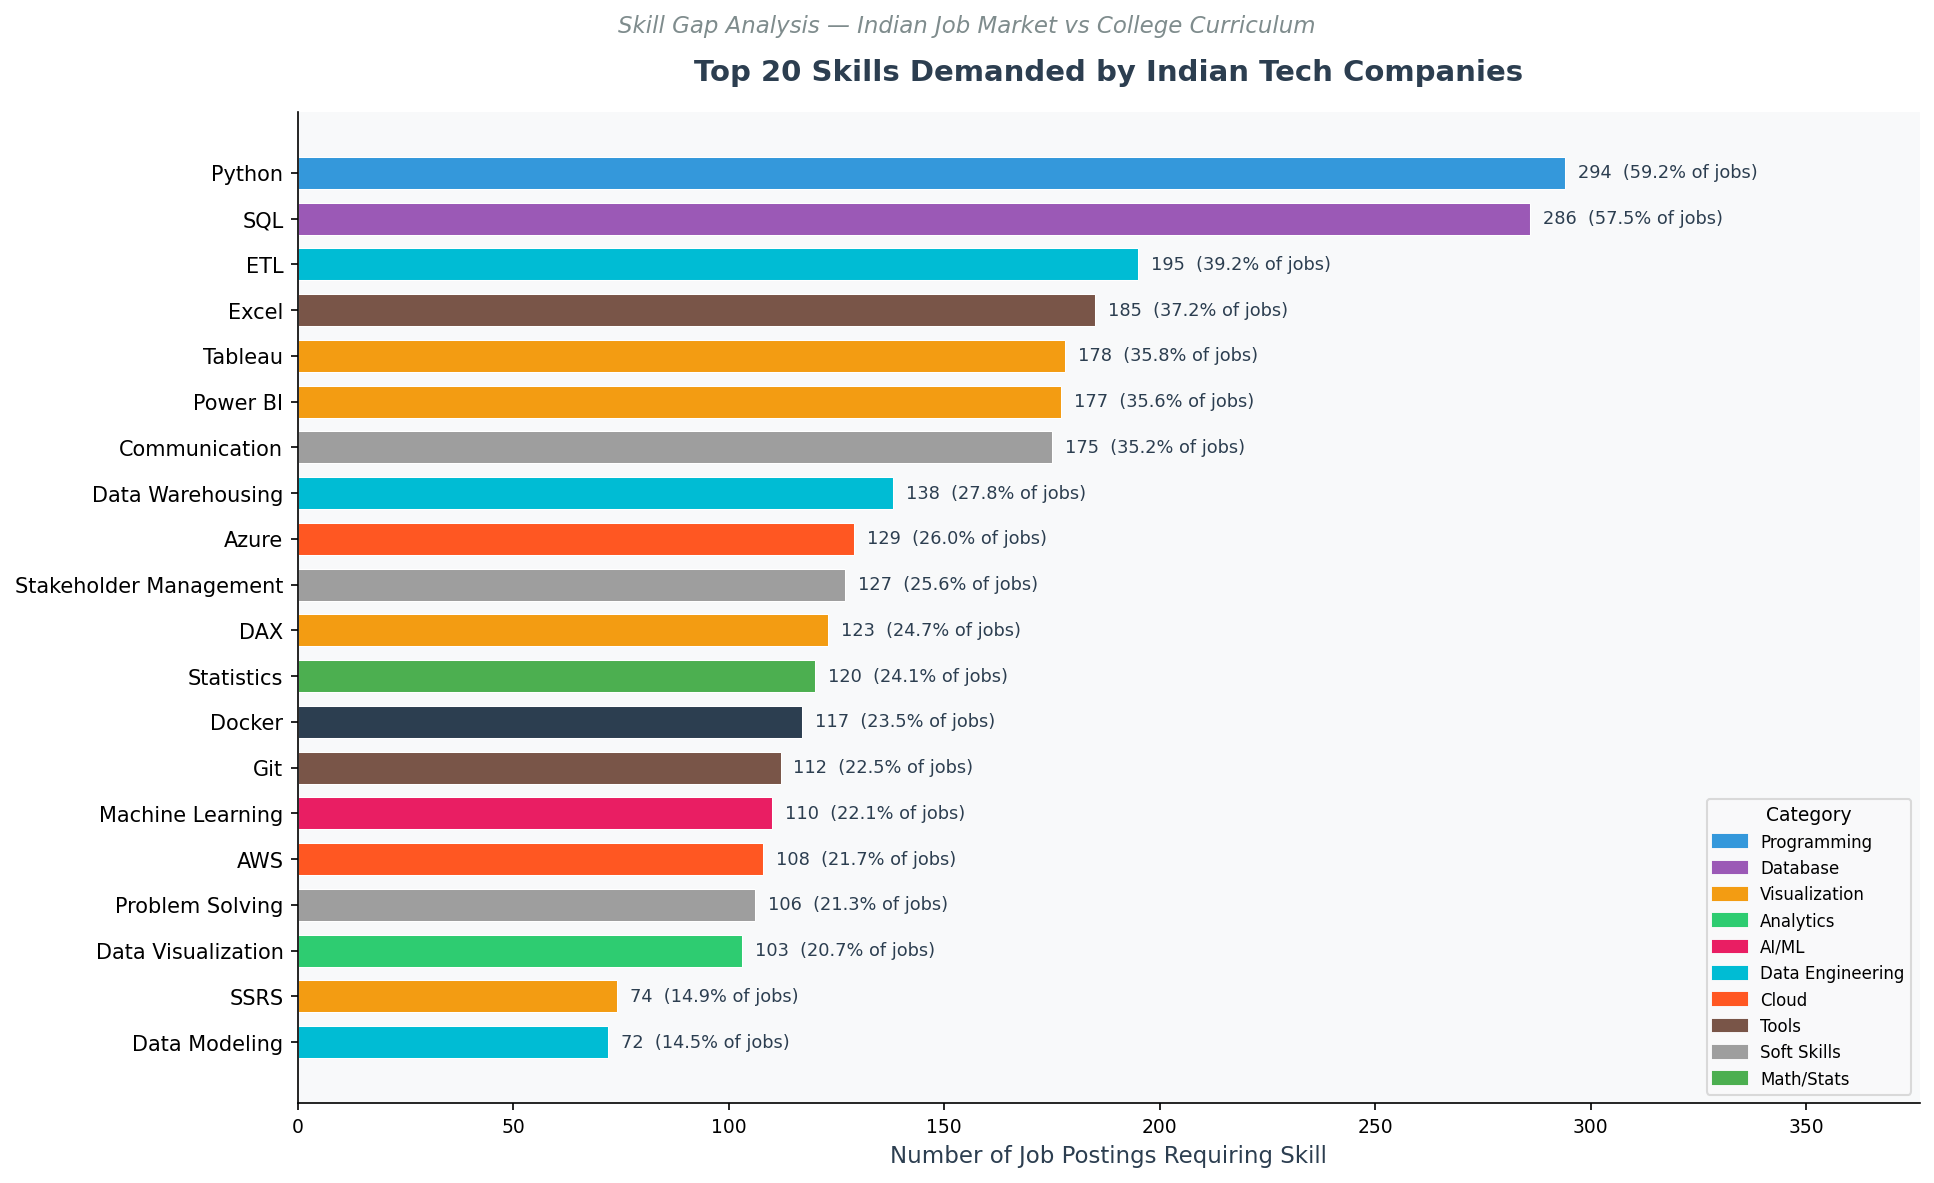 Skill Gap Analysis — Indian Job Market vs College Curriculum
Top 20 Skills Demanded by Indian Tech Companies
Python 294 (59.2% of jobs)
SQL 286 (57.5% of jobs)
ETL 195 (39.2% of jobs)
Excel 185 (37.2% of jobs)
Tableau 178 (35.8% of jobs)
Power BI 177 (35.6% of jobs)
Communication 175 (35.2% of jobs)
Data Warehousing 138 (27.8% of jobs)
Azure 129 (26.0% of jobs)
Stakeholder Management 127 (25.6% of jobs)
DAX 123 (24.7% of jobs)
Statistics 120 (24.1% of jobs)
Docker 117 (23.5% of jobs)
Git 112 (22.5% of jobs)
Machine Learning 110 (22.1% of jobs)
AWS 108 (21.7% of jobs)
Problem Solving 106 (21.3% of jobs)
Data Visualization 103 (20.7% of jobs)
SSRS 74 (14.9% of jobs)
Data Modeling 72 (14.5% of jobs)
Category
Programming
Database
Visualization
Analytics
AI/ML
Data Engineering
Cloud
Tools
Soft Skills
Math/Stats
0 50 100 150 200 250 300 350
Number of Job Postings Requiring Skill